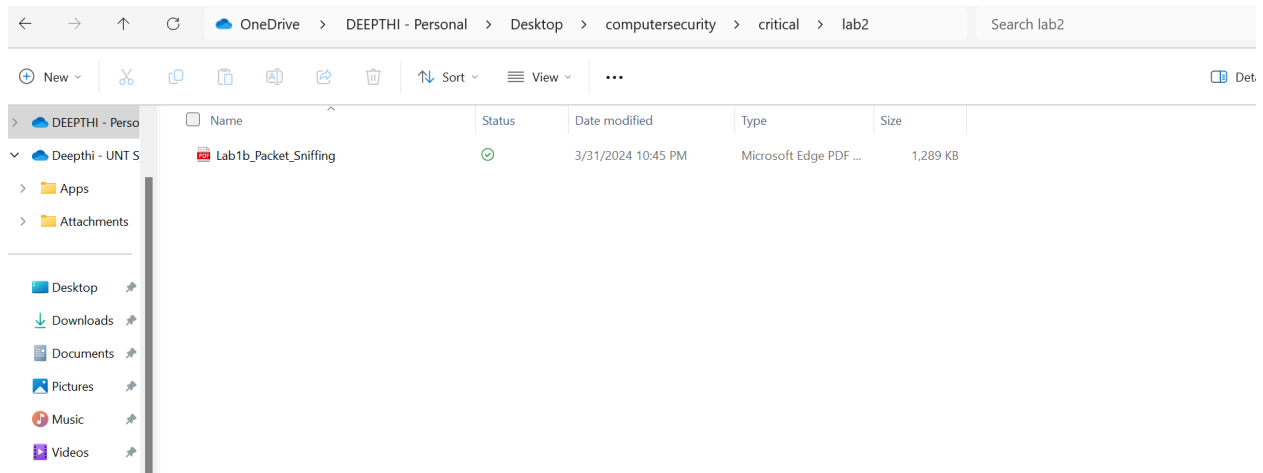 OneDrive > DEEPTHI - Personal > Desktop > computersecurity > critical > lab2 Search lab2
New Sort View ...
Name Status Date modified Type Size
Lab1b_Packet_Sniffing 3/31/2024 10:45 PM Microsoft Edge PDF ... 1,289 KB
PDF
DEEPTHI - Perso
Deepthi - UNT S
Apps
Attachments
Desktop
Downloads
Documents
Pictures
Music
Videos
Deta